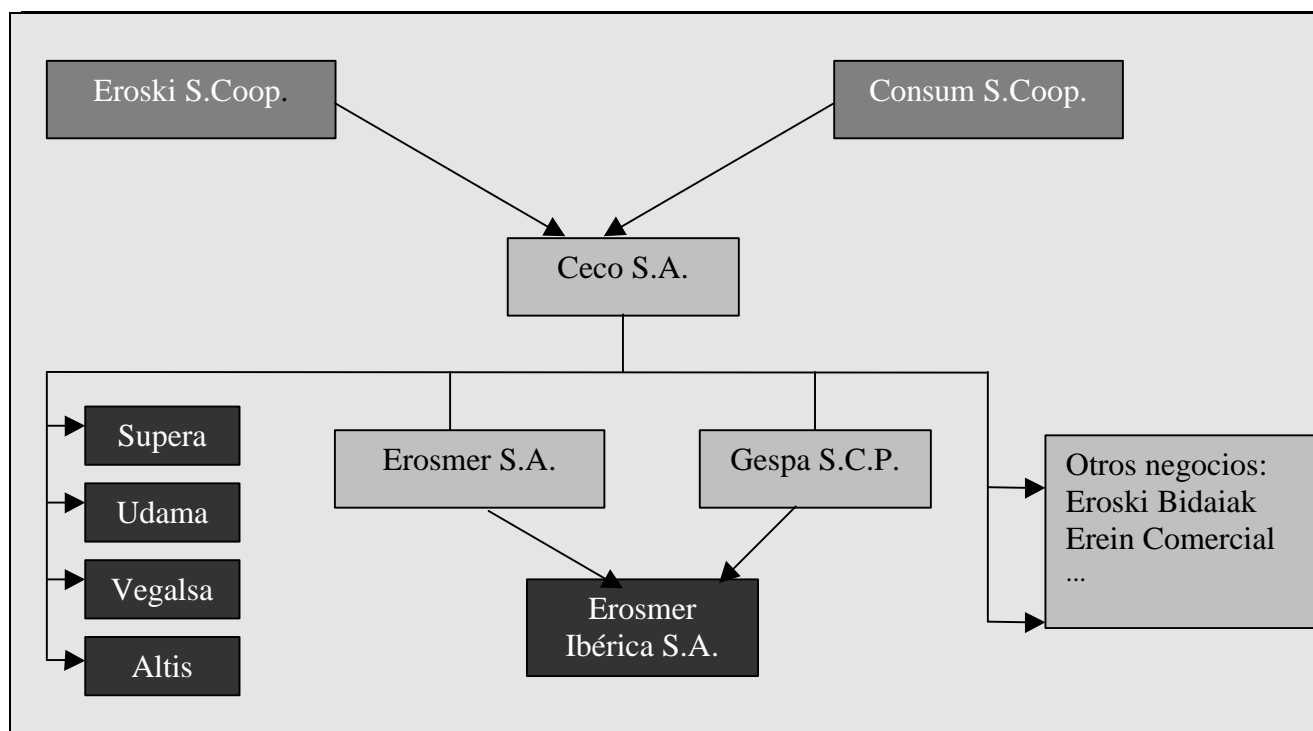 Eroski S.Coop.
Consum S.Coop.
Ceco S.A.
Supera
Udama
Vegalsa
Altis
Erosmer S.A.
Gespa S.C.P.
Erosmer
Ibérica S.A.
Otros negocios:
Eroski Bidaiak
Erein Comercial
...